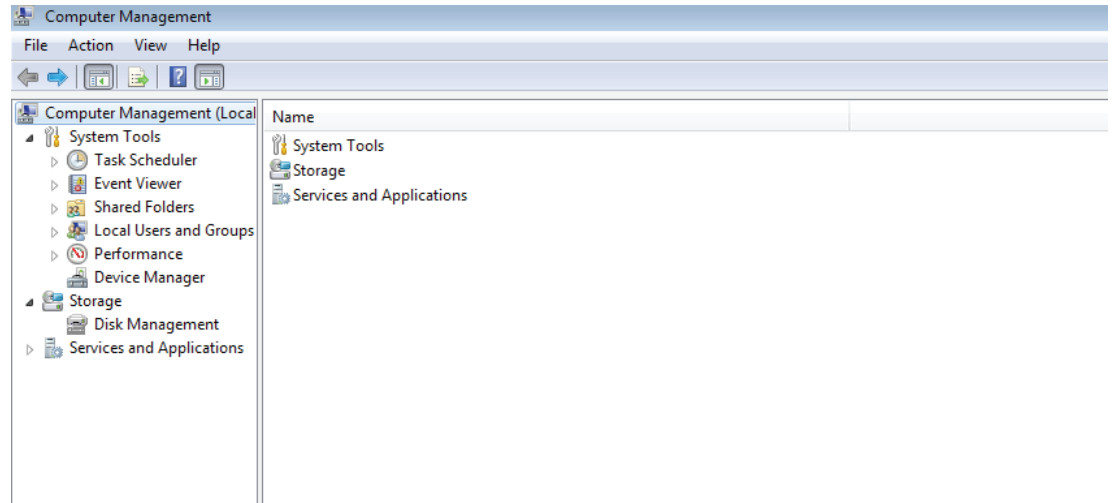 Computer Management
File Action View Help
Computer Management (Local
System Tools
Task Scheduler
Event Viewer
Shared Folders
Local Users and Groups
Performance
Device Manager
Storage
Disk Management
Services and Applications
Name
System Tools
Storage
Services and Applications